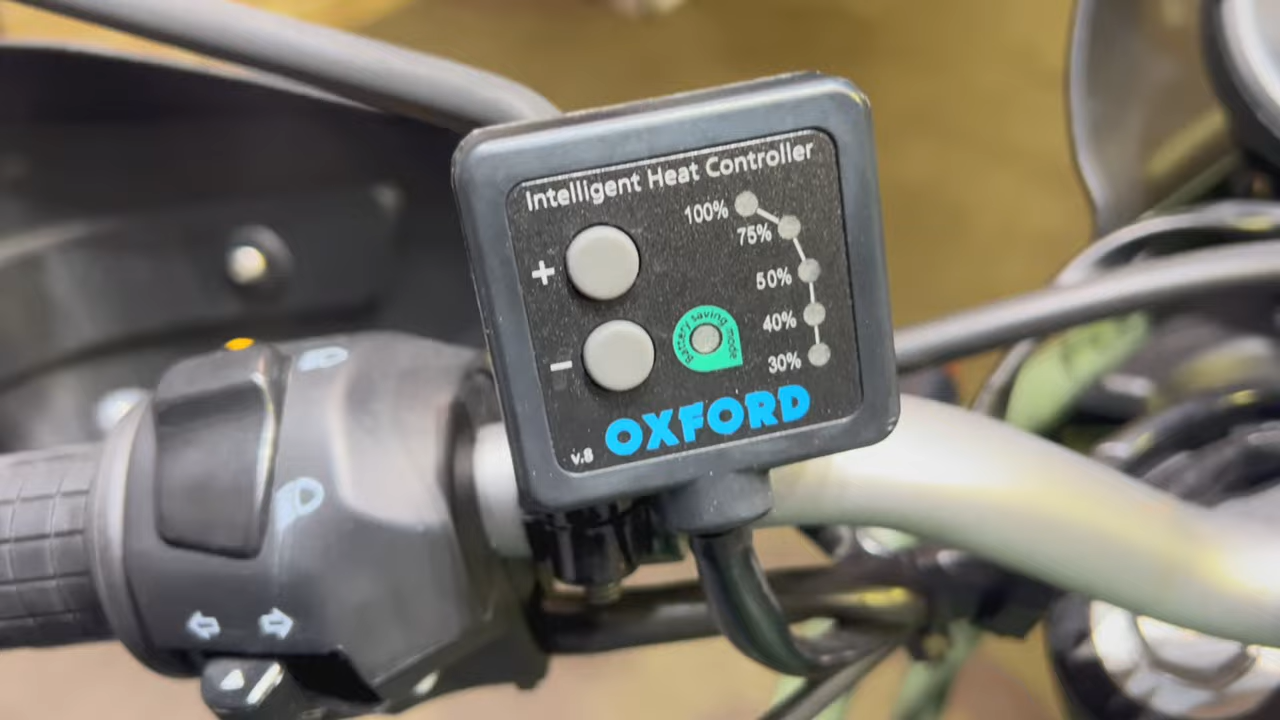 Intelligent Heat Controller
100%
75%
+
50%
Battery saving mode
40%
−
30%
OXFORD
v.8